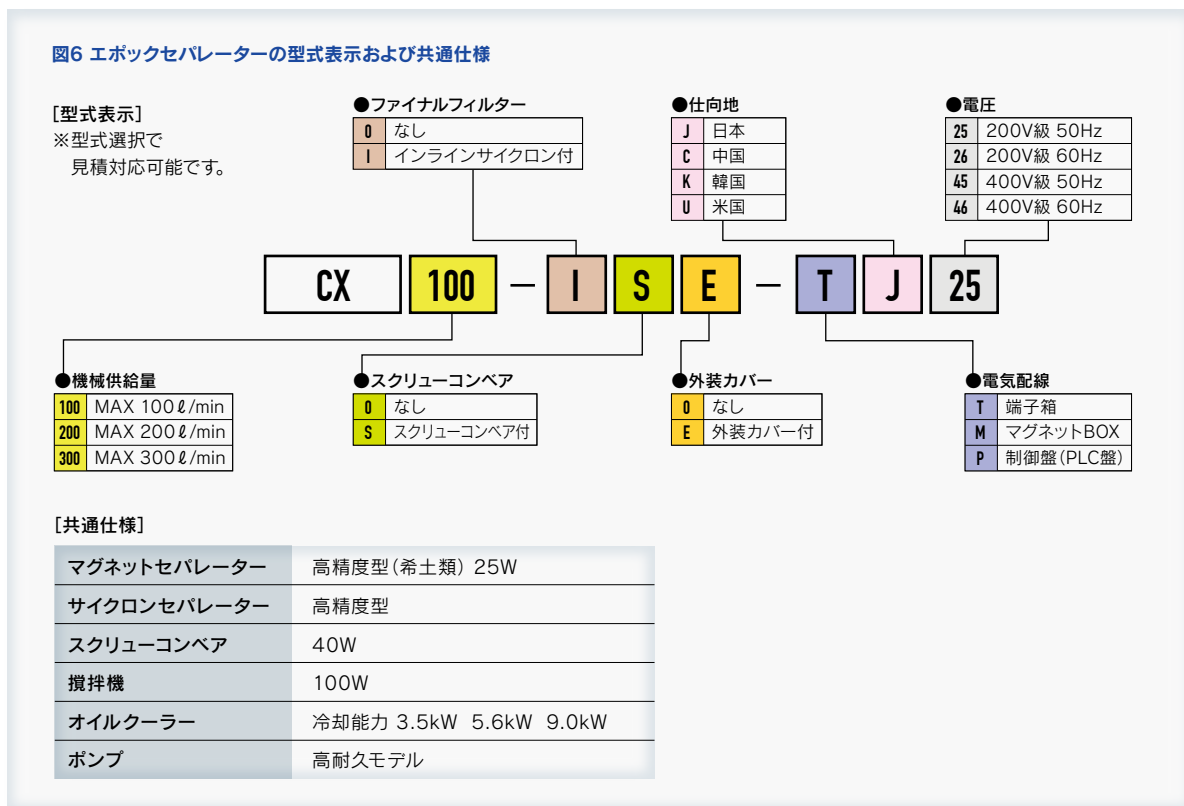 図6 エポックセパレーターの型式表示および共通仕様
[型式表示]
※型式選択で
見積対応可能です。
●ファイナルフィルター
0 なし
I インラインサイクロン付
●仕向地
J 日本
C 中国
K 韓国
U 米国
●電圧
25 200V級 50Hz
26 200V級 60Hz
45 400V級 50Hz
46 400V級 60Hz
CX 100 － I S E － T J 25
●機械供給量
100 MAX 100ℓ/min
200 MAX 200ℓ/min
300 MAX 300ℓ/min
●スクリューコンベア
0 なし
S スクリューコンベア付
●外装カバー
0 なし
E 外装カバー付
●電気配線
T 端子箱
M マグネットBOX
P 制御盤(PLC盤)
[共通仕様]
マグネットセパレーター 高精度型(希土類) 25W
サイクロンセパレーター 高精度型
スクリューコンベア 40W
撹拌機 100W
オイルクーラー 冷却能力 3.5kW 5.6kW 9.0kW
ポンプ 高耐久モデル